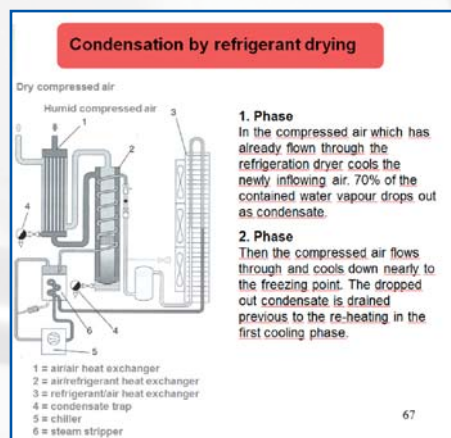 Condensation by refrigerant drying
Dry compressed air
Humid compressed air
1
2
3
4
4
5
6
1. Phase
In the compressed air which has
already flown through the
refrigeration dryer cools the
newly inflowing air. 70% of the
contained water vapour drops out
as condensate.
2. Phase
Then the compressed air flows
through and cools down nearly to
the freezing point. The dropped
out condensate is drained
previous to the re-heating in the
first cooling phase.
1 = air/air heat exchanger
2 = air/refrigerant heat exchanger
3 = refrigerant/air heat exchanger
4 = condensate trap
5 = chiller
6 = steam stripper
67